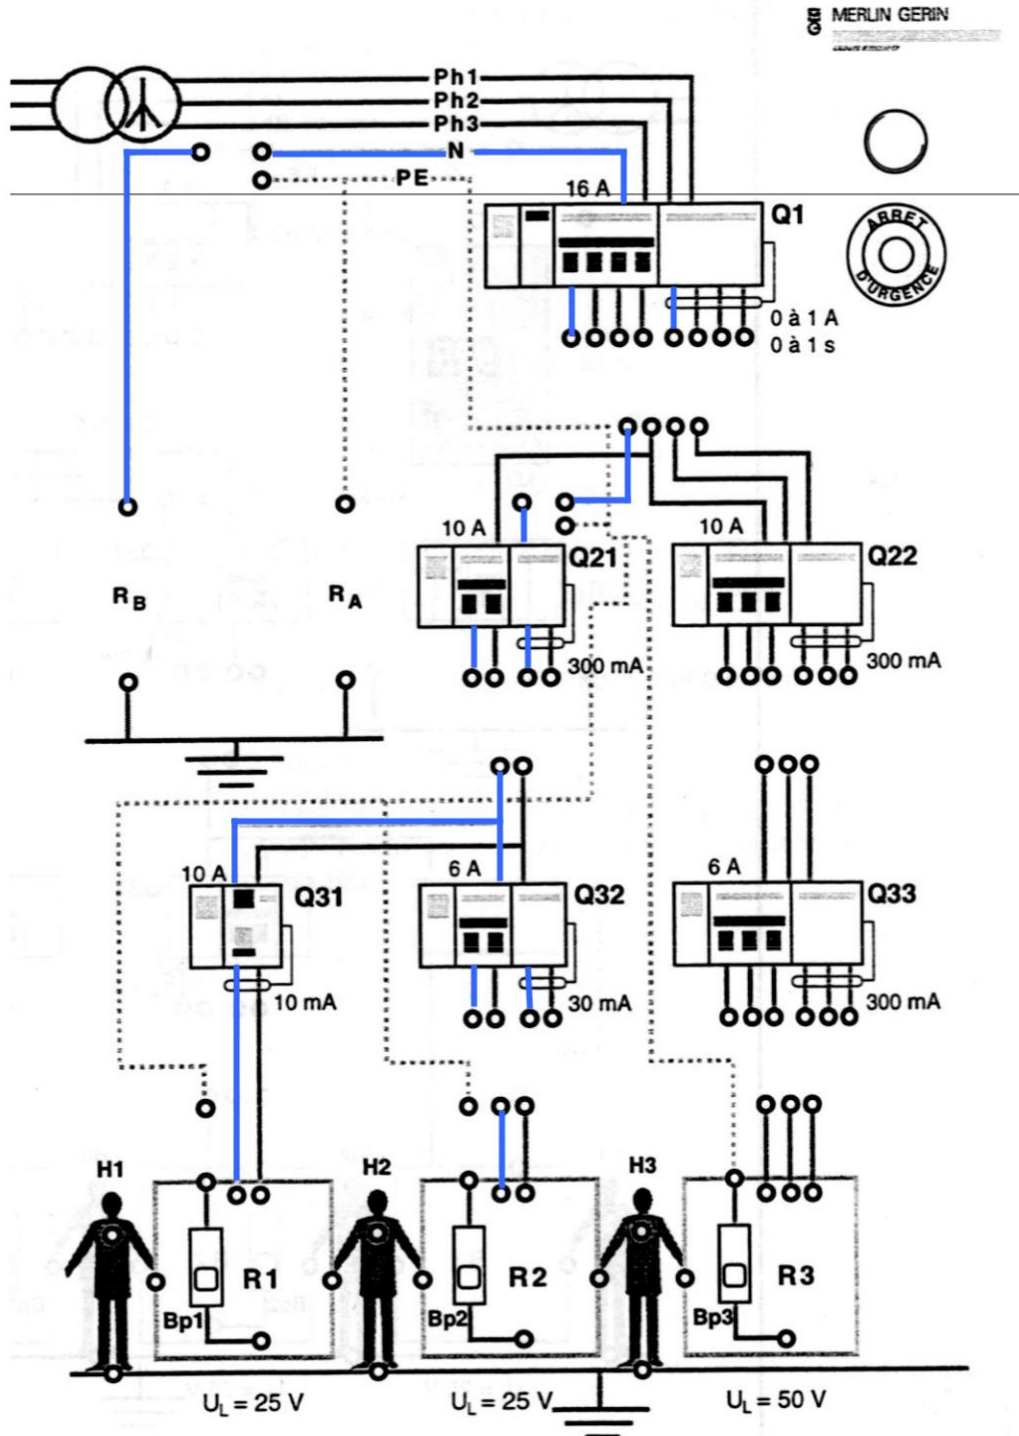 MERLIN GERIN
Ph1
Ph2
Ph3
N
PE
16 A
Q1
ARRET
D'URGENCE
0 à 1 A
0 à 1 s
10 A
Q21
10 A
Q22
R B
R A
300 mA
300 mA
10 A
Q31
6 A
Q32
6 A
Q33
10 mA
30 mA
300 mA
H1
H2
H3
R1
R2
R3
Bp1
Bp2
Bp3
UL = 25 V
UL = 25 V
UL = 50 V